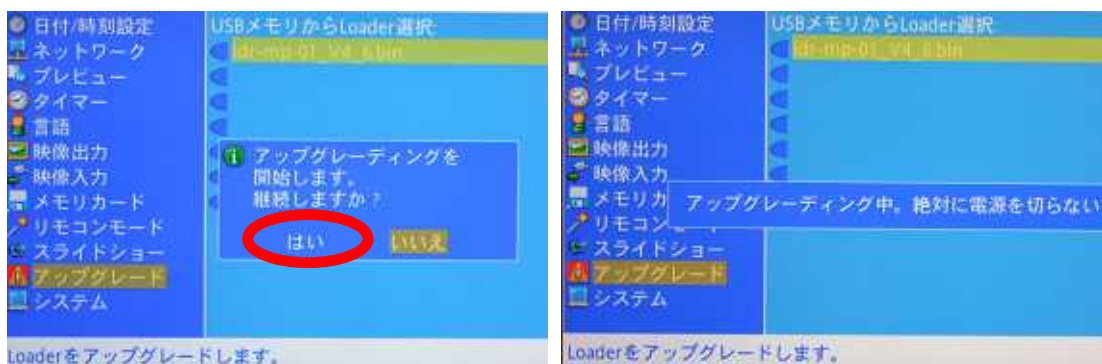 日付/時刻設定
ネットワーク
プレビュー
タイマー
言語
映像出力
映像入力
メモリカード
リモコンモード
スライドショー
アップグレード
システム
USBメモリからLoader選択:
idr-mp-01_V4_6.bin
アップグレーディングを
開始します。
継続しますか？
はい いいえ
Loaderをアップグレードします。
日付/時刻設定
ネットワーク
プレビュー
タイマー
言語
映像出力
映像入力
メモリカ
リモコン
スライドショー
アップグレード
システム
USBメモリからLoader選択:
idr-mp-01_V4_6.bin
アップグレーディング中。絶対に電源を切らない
Loaderをアップグレードします。